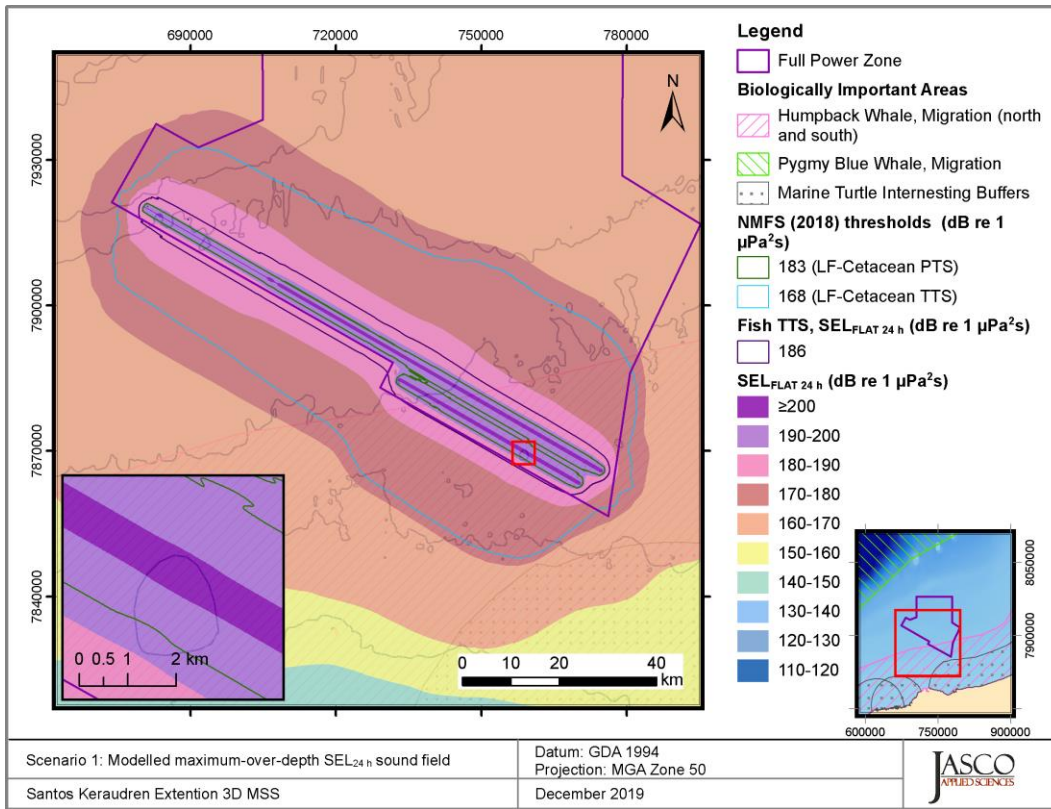 690000 720000 750000 780000
7930000
7900000
7870000
7840000
N
0 0.5 1 2 km
0 10 20 40
km
Legend
Full Power Zone
Biologically Important Areas
Humpback Whale, Migration (north
and south)
Pygmy Blue Whale, Migration
Marine Turtle Internesting Buffers
NMFS (2018) thresholds (dB re 1
µPa²s)
183 (LF-Cetacean PTS)
168 (LF-Cetacean TTS)
Fish TTS, SEL FLAT 24 h (dB re 1 µPa²s)
186
SEL FLAT 24 h (dB re 1 µPa²s)
≥200
190-200
180-190
170-180
160-170
150-160
140-150
130-140
120-130
110-120
8050000
7900000
600000 750000 900000
Scenario 1: Modelled maximum-over-depth SEL24 h sound field
Santos Keraudren Extention 3D MSS
Datum: GDA 1994
Projection: MGA Zone 50
December 2019
JASCO
APPLIED SCIENCES